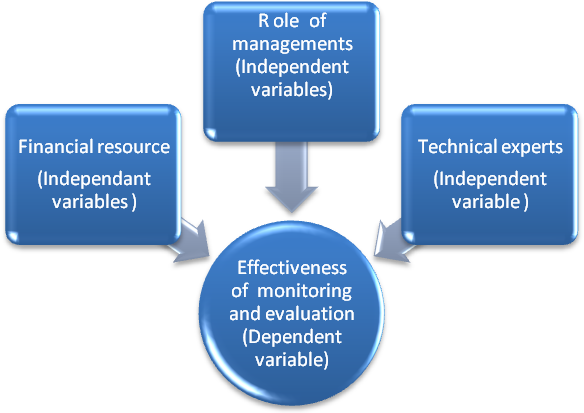 Role of
managements
(Independent
variables)
Financial resource
(Independant
variables)
Technical experts
(Independent
variable)
Effectiveness
of monitoring
and evaluation
(Dependent
variable)